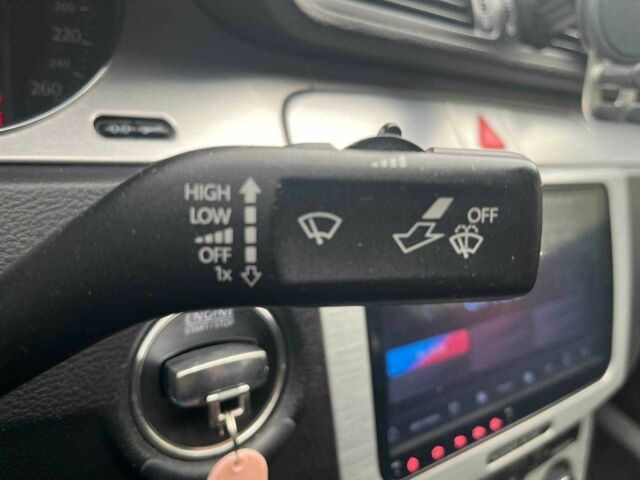 220
240
260
HIGH
LOW
OFF
1x
OFF
ENGINE
START/STOP